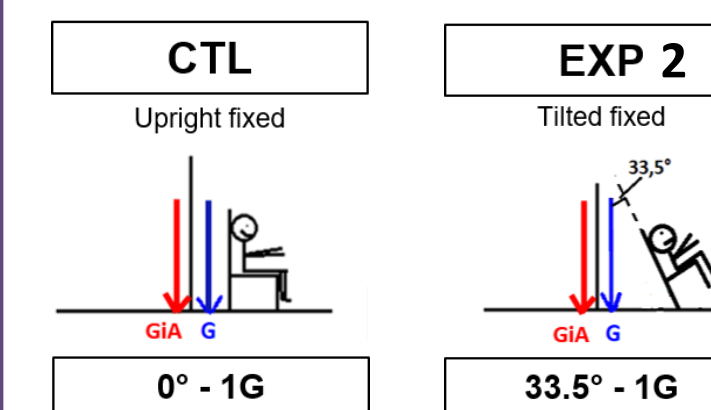 CTL
Upright fixed
GiA G
0° - 1G
EXP 2
Tilted fixed
33,5°
GiA G
33.5° - 1G